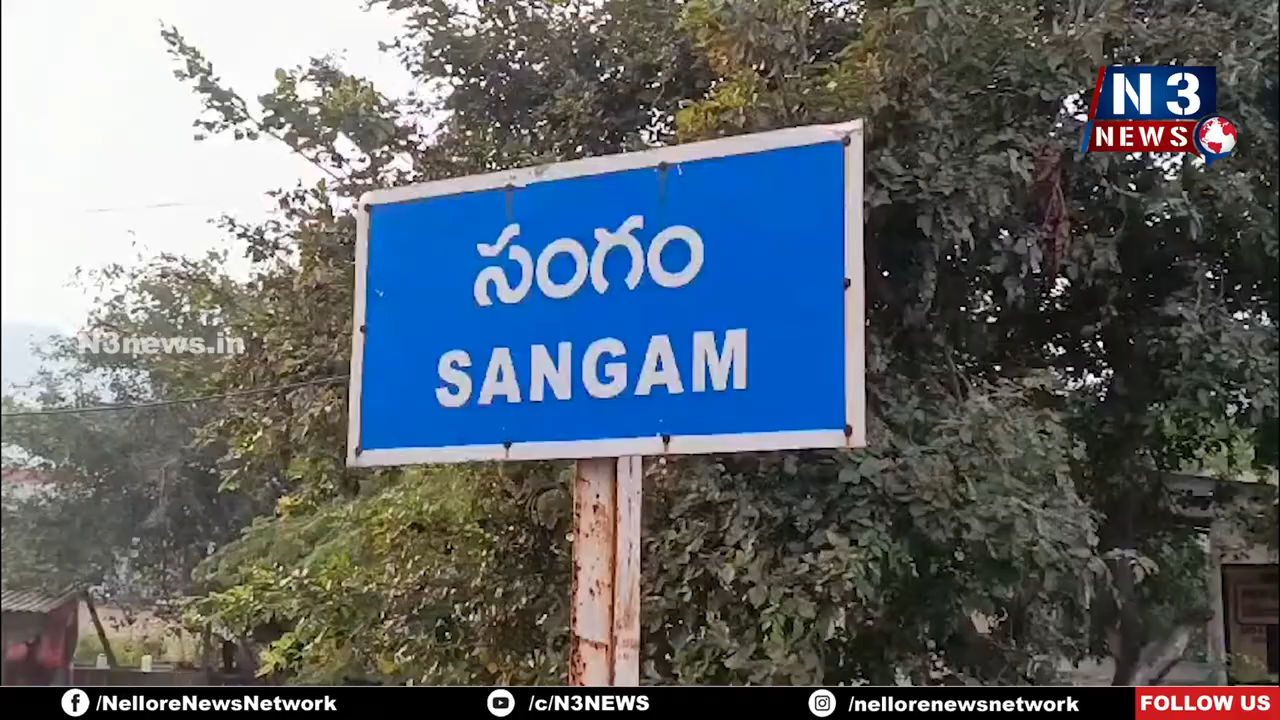 N3
NEWS
సంగం
N3news.in
SANGAM
/NelloreNewsNetwork
/c/N3NEWS
/nellorenewsnetwork
FOLLOW US